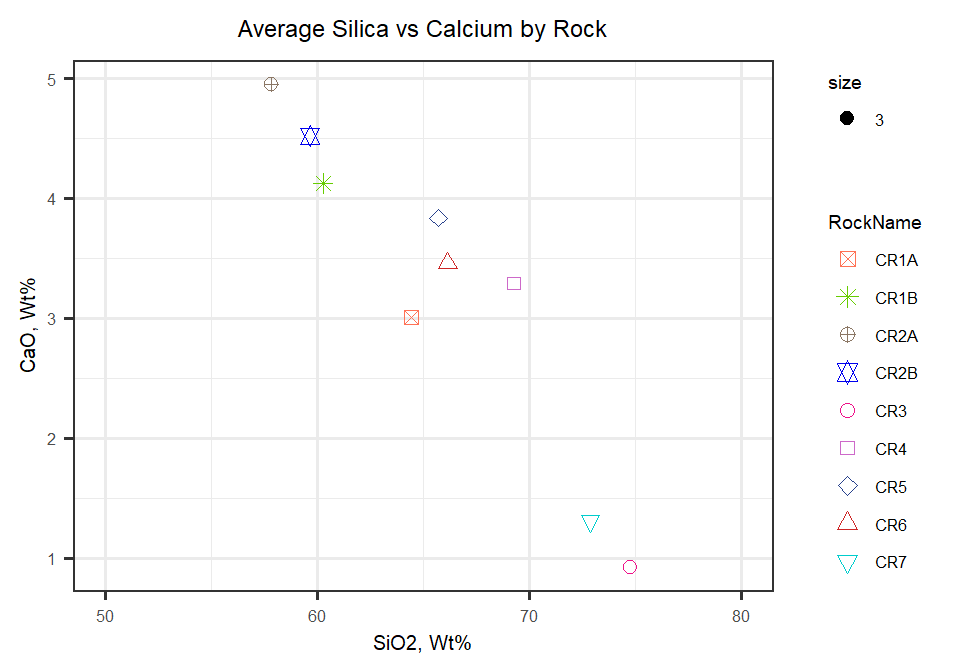 Average Silica vs Calcium by Rock
5
4
3
2
1
CaO, Wt%
50 60 70 80
SiO2, Wt%
size
3
RockName
CR1A
CR1B
CR2A
CR2B
CR3
CR4
CR5
CR6
CR7